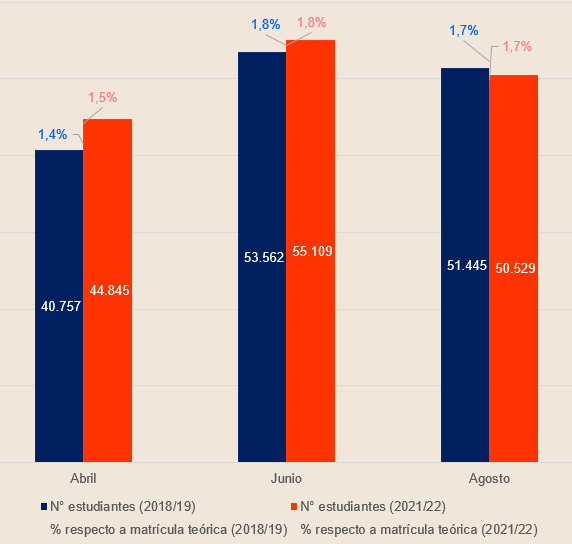 1,8% 1,8%
1,7% 1,7%
1,5%
1,4%
53.562 55.109
51.445 50.529
40.757 44.845
Abril Junio Agosto
N° estudiantes (2018/19) N° estudiantes (2021/22)
% respecto a matrícula teórica (2018/19) % respecto a matrícula teórica (2021/22)